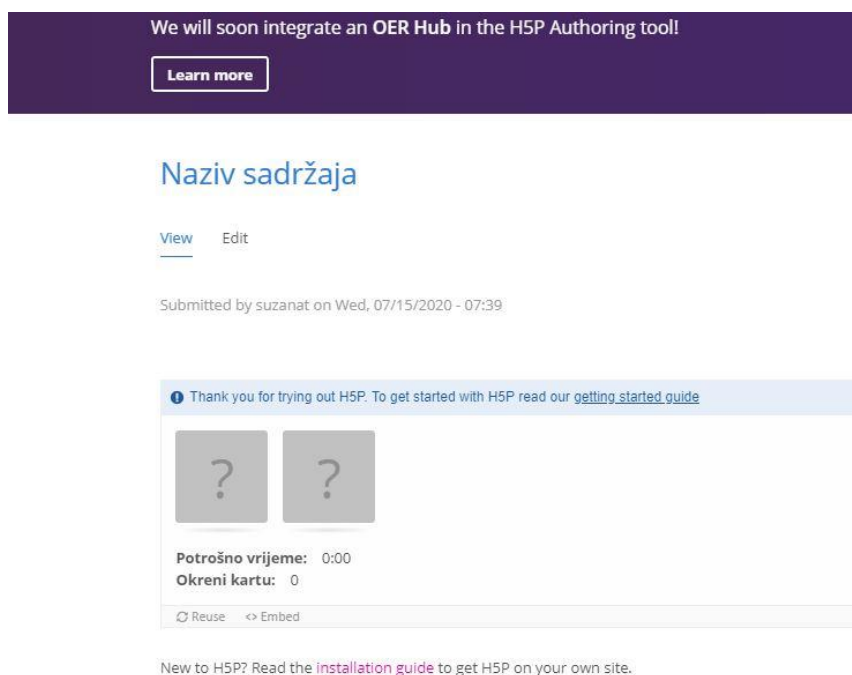 We will soon integrate an OER Hub in the H5P Authoring tool!
Learn more
Naziv sadržaja
View Edit
Submitted by suzanat on Wed, 07/15/2020 - 07:39
Thank you for trying out H5P. To get started with H5P read our getting started guide
? ?
Potrošno vrijeme: 0:00
Okreni kartu: 0
Reuse <> Embed
New to H5P? Read the installation guide to get H5P on your own site.